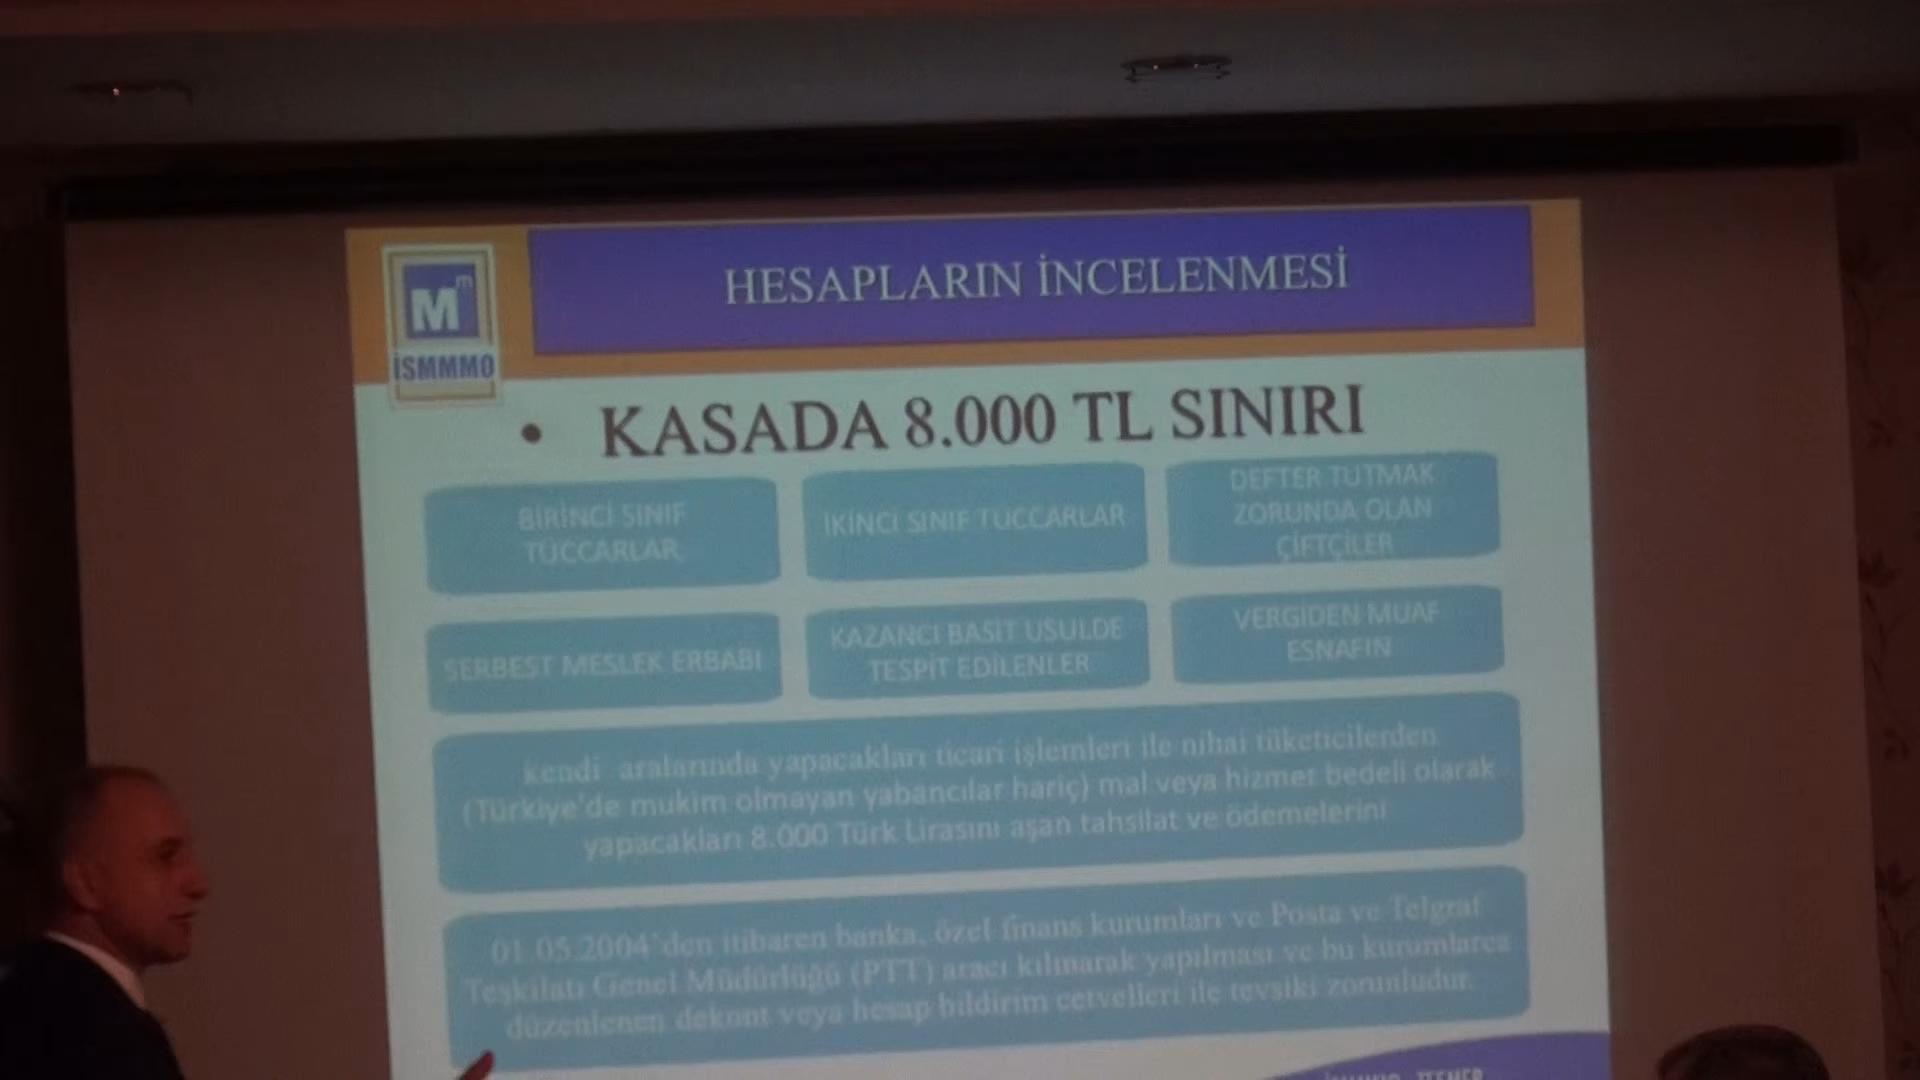 HESAPLARIN İNCELENMESİ
Mm
İSMMMO
• KASADA 8.000 TL SINIRI
BİRİNCİ SINIF
TÜCCARLAR
İKİNCİ SINIF TÜCCARLAR
DEFTER TUTMAK
ZORUNDA OLAN
ÇİFTÇİLER
SERBEST MESLEK ERBABI
KAZANCI BASİT USULDE
TESPİT EDİLENLER
VERGİDEN MUAF
ESNAFIN
kendi aralarında yapacakları ticari işlemleri ile nihai tüketicilerden
(Türkiye'de mukim olmayan yabancılar hariç) mal veya hizmet bedeli olarak
yapacakları 8.000 Türk Lirasını aşan tahsilat ve ödemelerini
01.05.2004'den itibaren banka, özel finans kurumları ve Posta ve Telgraf
Teşkilatı Genel Müdürlüğü (PTT) aracı kılınarak yapılması ve bu kurumlarca
düzenlenen dekont veya hesap bildirim cetvelleri ile tevsiki zorunludur.